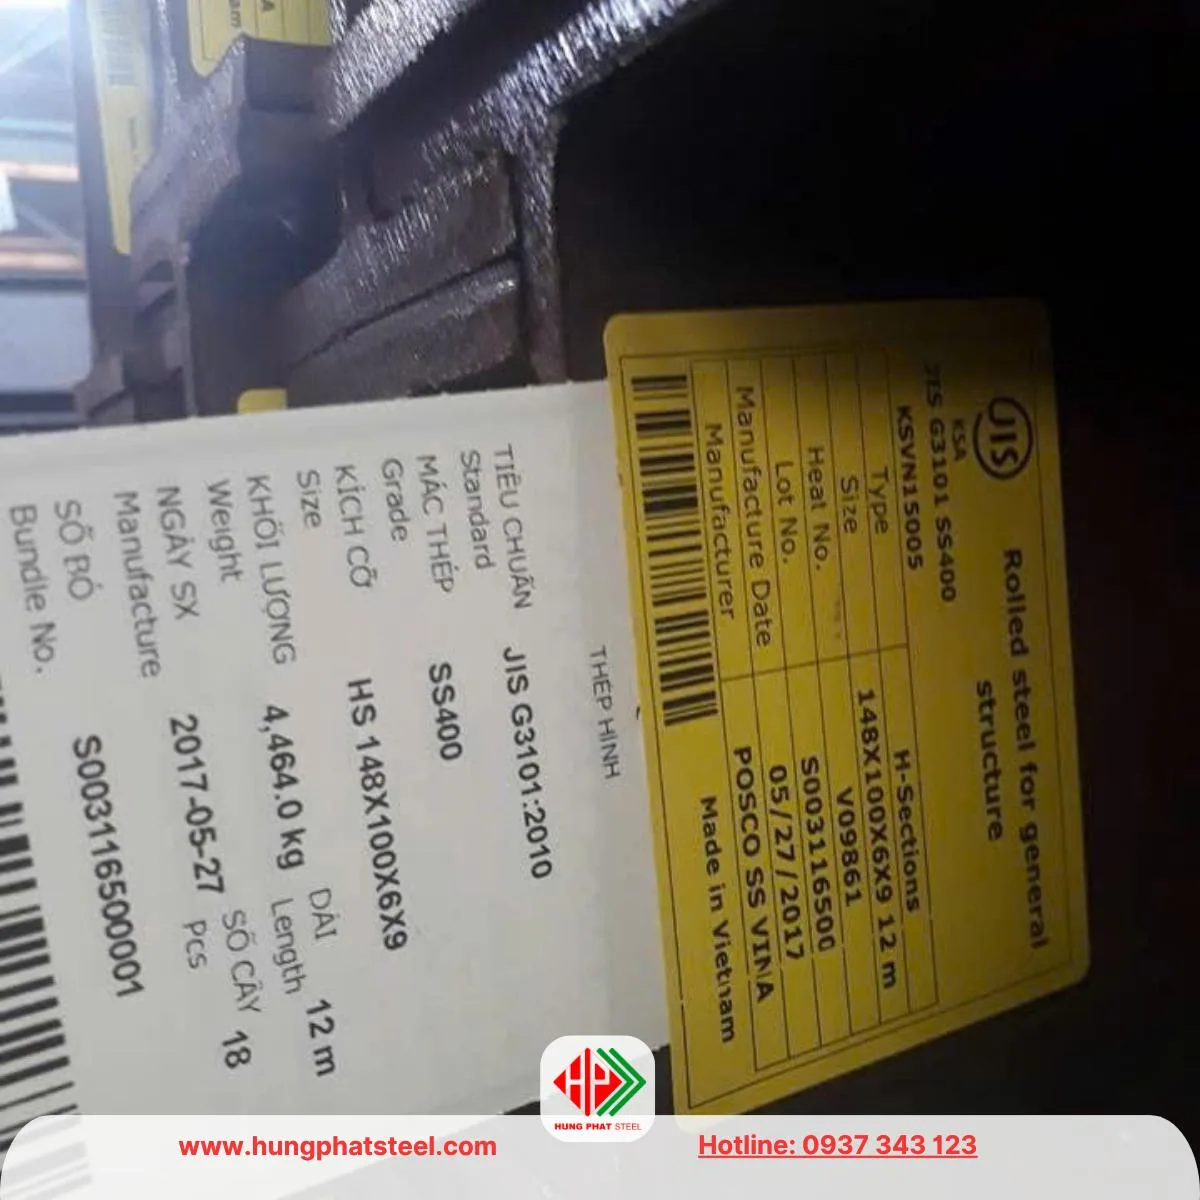 JIS
KSA
Rolled steel for general
structure
JIS G3101 SS400
KSVN15005
Type H-Sections
Size 148X100X6X9 12 m
Heat No. V09861
Lot No. S003116500
Manufacture Date 05/27/2017
Manufacturer POSCO SS VINA
Made in Vietnam
THÉP HÌNH
TIÊU CHUẨN JIS G3101:2010
Standard
MÁC THÉP SS400
Grade
KÍCH CỠ HS 148X100X6X9
Size
KHỐI LƯỢNG 4,464.0 kg DÀI 12 m
Weight Length
NGÀY SX 2017-05-27 SỐ CÂY 18
Manufacture PCS
SỐ BÓ S00311650001
Bundle No.
HUNG PHAT STEEL
www.hungphatsteel.com
Hotline: 0937 343 123